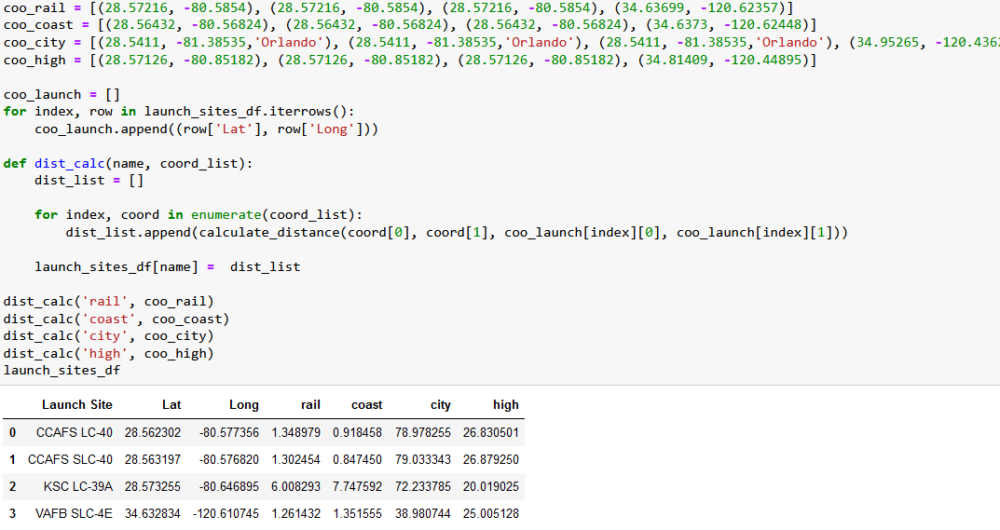 coo_rail = [(28.57216, -80.5854), (28.57216, -80.5854), (28.57216, -80.5854), (34.63699, -120.62357)]
coo_coast = [(28.56432, -80.56824), (28.56432, -80.56824), (28.56432, -80.56824), (34.6373, -120.62448)]
coo_city = [(28.5411, -81.38535,'Orlando'), (28.5411, -81.38535,'Orlando'), (28.5411, -81.38535,'Orlando'), (34.95265, -120.4362
coo_high = [(28.57126, -80.85182), (28.57126, -80.85182), (28.57126, -80.85182), (34.81409, -120.44895)]
coo_launch = []
for index, row in launch_sites_df.iterrows():
    coo_launch.append((row['Lat'], row['Long']))
def dist_calc(name, coord_list):
    dist_list = []
    for index, coord in enumerate(coord_list):
        dist_list.append(calculate_distance(coord[0], coord[1], coo_launch[index][0], coo_launch[index][1]))
    launch_sites_df[name] =  dist_list
dist_calc('rail', coo_rail)
dist_calc('coast', coo_coast)
dist_calc('city', coo_city)
dist_calc('high', coo_high)
launch_sites_df
Launch Site Lat Long rail coast city high
0 CCAFS LC-40 28.562302 -80.577356 1.348979 0.918458 78.978255 26.830501
1 CCAFS SLC-40 28.563197 -80.576820 1.302454 0.847450 79.033343 26.879250
2 KSC LC-39A 28.573255 -80.646895 6.008293 7.747592 72.233785 20.019025
3 VAFB SLC-4E 34.632834 -120.610745 1.261432 1.351555 38.980744 25.005128